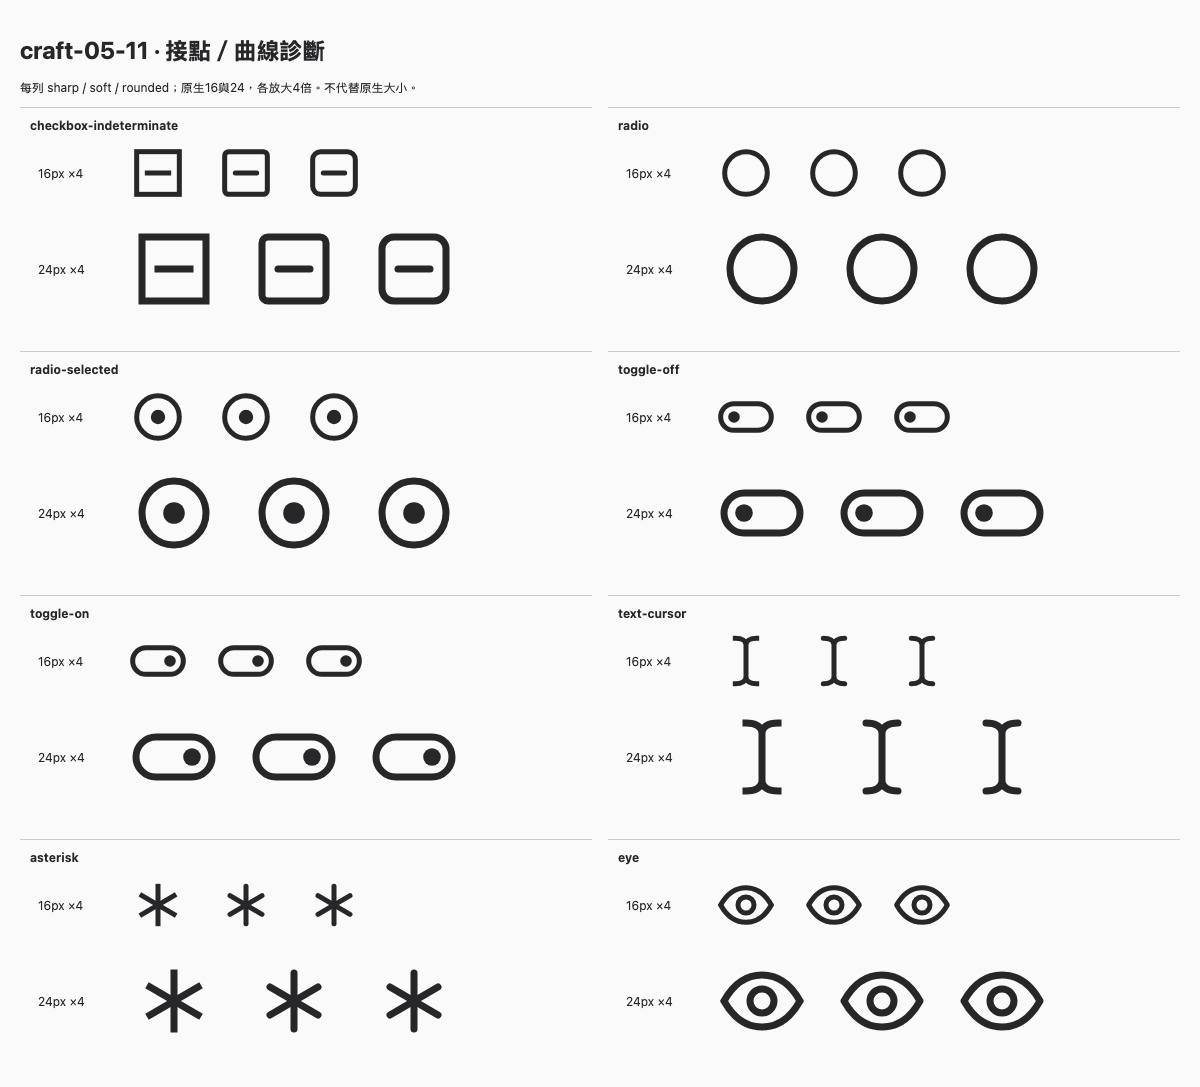 craft-05-11 · 接點 / 曲線診斷
每列 sharp / soft / rounded；原生16與24，各放大4倍。不代替原生大小。
checkbox-indeterminate
16px ×4
24px ×4
radio
16px ×4
24px ×4
radio-selected
16px ×4
24px ×4
toggle-off
16px ×4
24px ×4
toggle-on
16px ×4
24px ×4
text-cursor
16px ×4
24px ×4
asterisk
16px ×4
24px ×4
eye
16px ×4
24px ×4